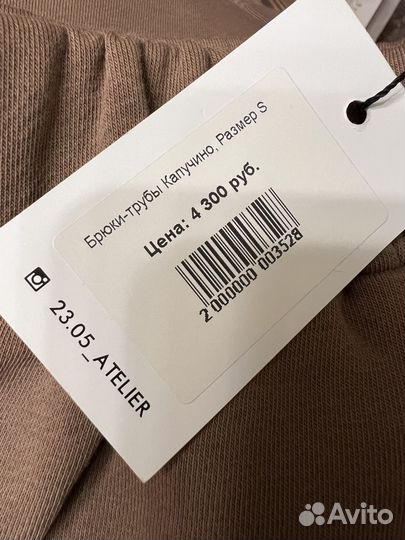 Брюки-трубы Капучино, Размер S
Цена: 4 300 руб.
2 000000 003528
23.05_ATELIER
Avito